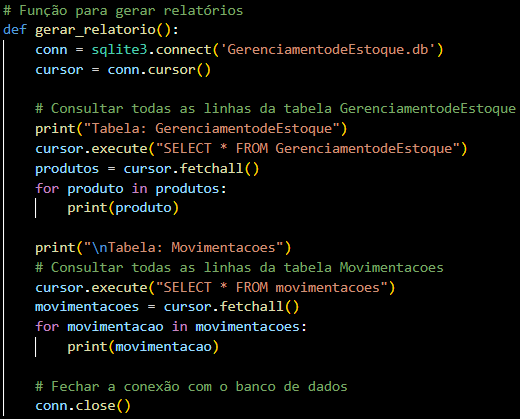 # Função para gerar relatórios
def gerar_relatorio():
    conn = sqlite3.connect('GerenciamentodeEstoque.db')
    cursor = conn.cursor()

    # Consultar todas as linhas da tabela GerenciamentodeEstoque
    print("Tabela: GerenciamentodeEstoque")
    cursor.execute("SELECT * FROM GerenciamentodeEstoque")
    produtos = cursor.fetchall()
    for produto in produtos:
        print(produto)

    print("\nTabela: Movimentacoes")
    # Consultar todas as linhas da tabela Movimentacoes
    cursor.execute("SELECT * FROM movimentacoes")
    movimentacoes = cursor.fetchall()
    for movimentacao in movimentacoes:
        print(movimentacao)

    # Fechar a conexão com o banco de dados
    conn.close()